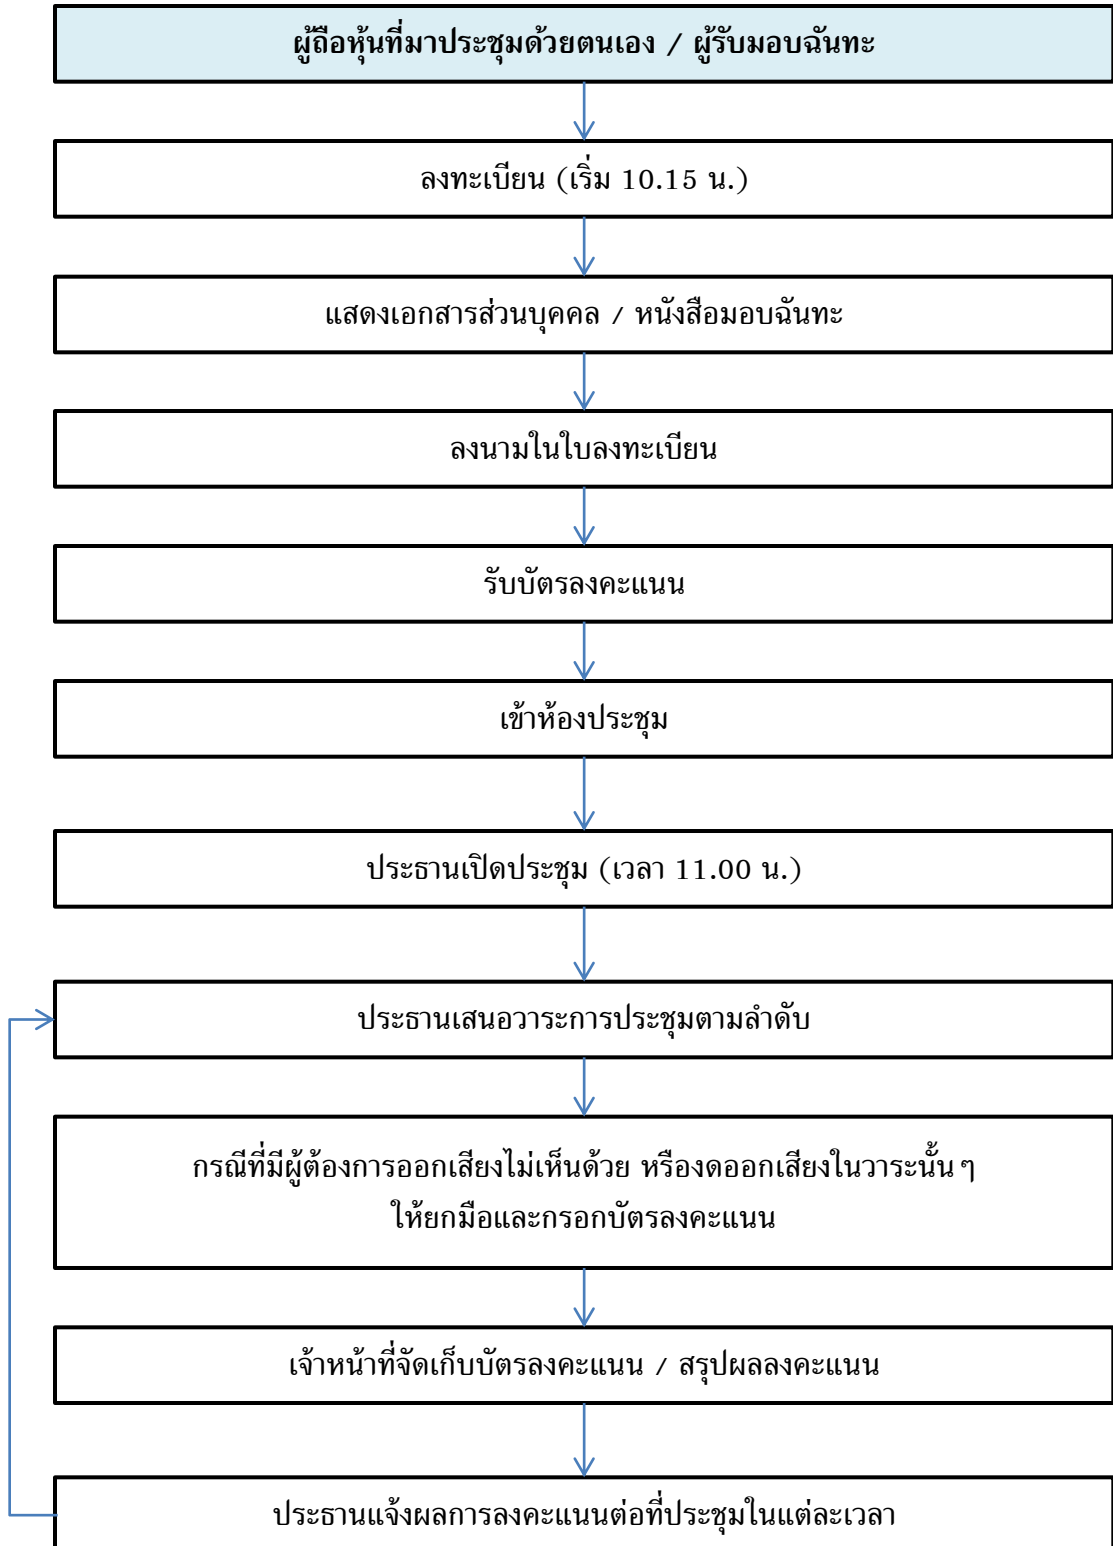 ผู้ถือหุ้นที่มาประชุมด้วยตนเอง / ผู้รับมอบฉันทะ
ลงทะเบียน (เริ่ม 10.15 น.)
แสดงเอกสารส่วนบุคคล / หนังสือมอบฉันทะ
ลงนามในใบลงทะเบียน
รับบัตรลงคะแนน
เข้าห้องประชุม
ประธานเปิดประชุม (เวลา 11.00 น.)
ประธานเสนอวาระการประชุมตามลำดับ
กรณีที่มีผู้ต้องการออกเสียงไม่เห็นด้วย หรืองดออกเสียงในวาระนั้นๆ
ให้ยกมือและกรอกบัตรลงคะแนน
เจ้าหน้าที่จัดเก็บบัตรลงคะแนน / สรุปผลลงคะแนน
ประธานแจ้งผลการลงคะแนนต่อที่ประชุมในแต่ละเวลา